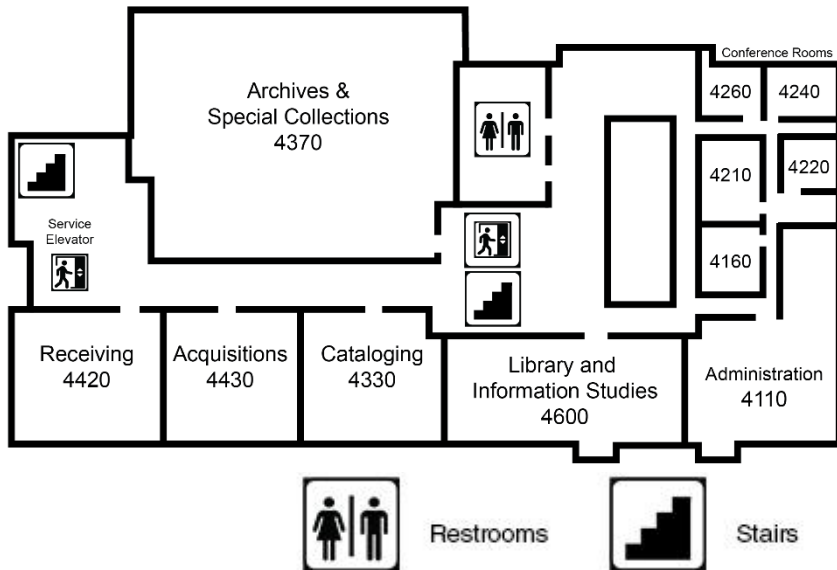 Conference Rooms
Archives &
Special Collections
4370
4260
4240
4210
4220
Service
Elevator
4160
Receiving
4420
Acquisitions
4430
Cataloging
4330
Library and
Information Studies
4600
Administration
4110
Restrooms
Stairs